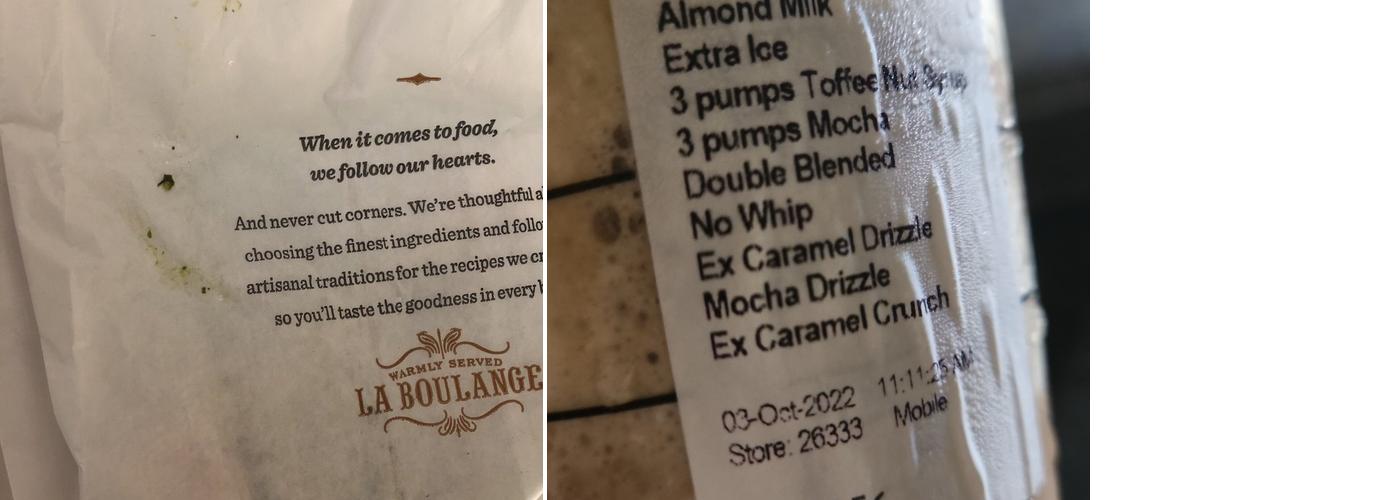 When it comes to food,
we follow our hearts.
And never cut corners. We're thoughtful
choosing the finest ingredients and
artisanal traditions for the recipes we
so you'll taste the goodness in every
WARMLY SERVED
LA BOULANGE
Almond Milk
Extra Ice
3 pumps Toffee Nut Syrup
3 pumps Mocha
Double Blended
No Whip
Ex Caramel Drizzle
Mocha Drizzle
Ex Caramel Crunch
03-Oct-2022 11:11:25 AM
Store: 26333 Mobile